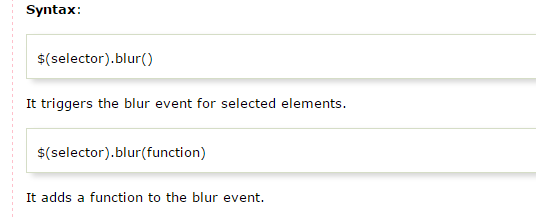 Syntax:
$(selector).blur()
It triggers the blur event for selected elements.
$(selector).blur(function)
It adds a function to the blur event.